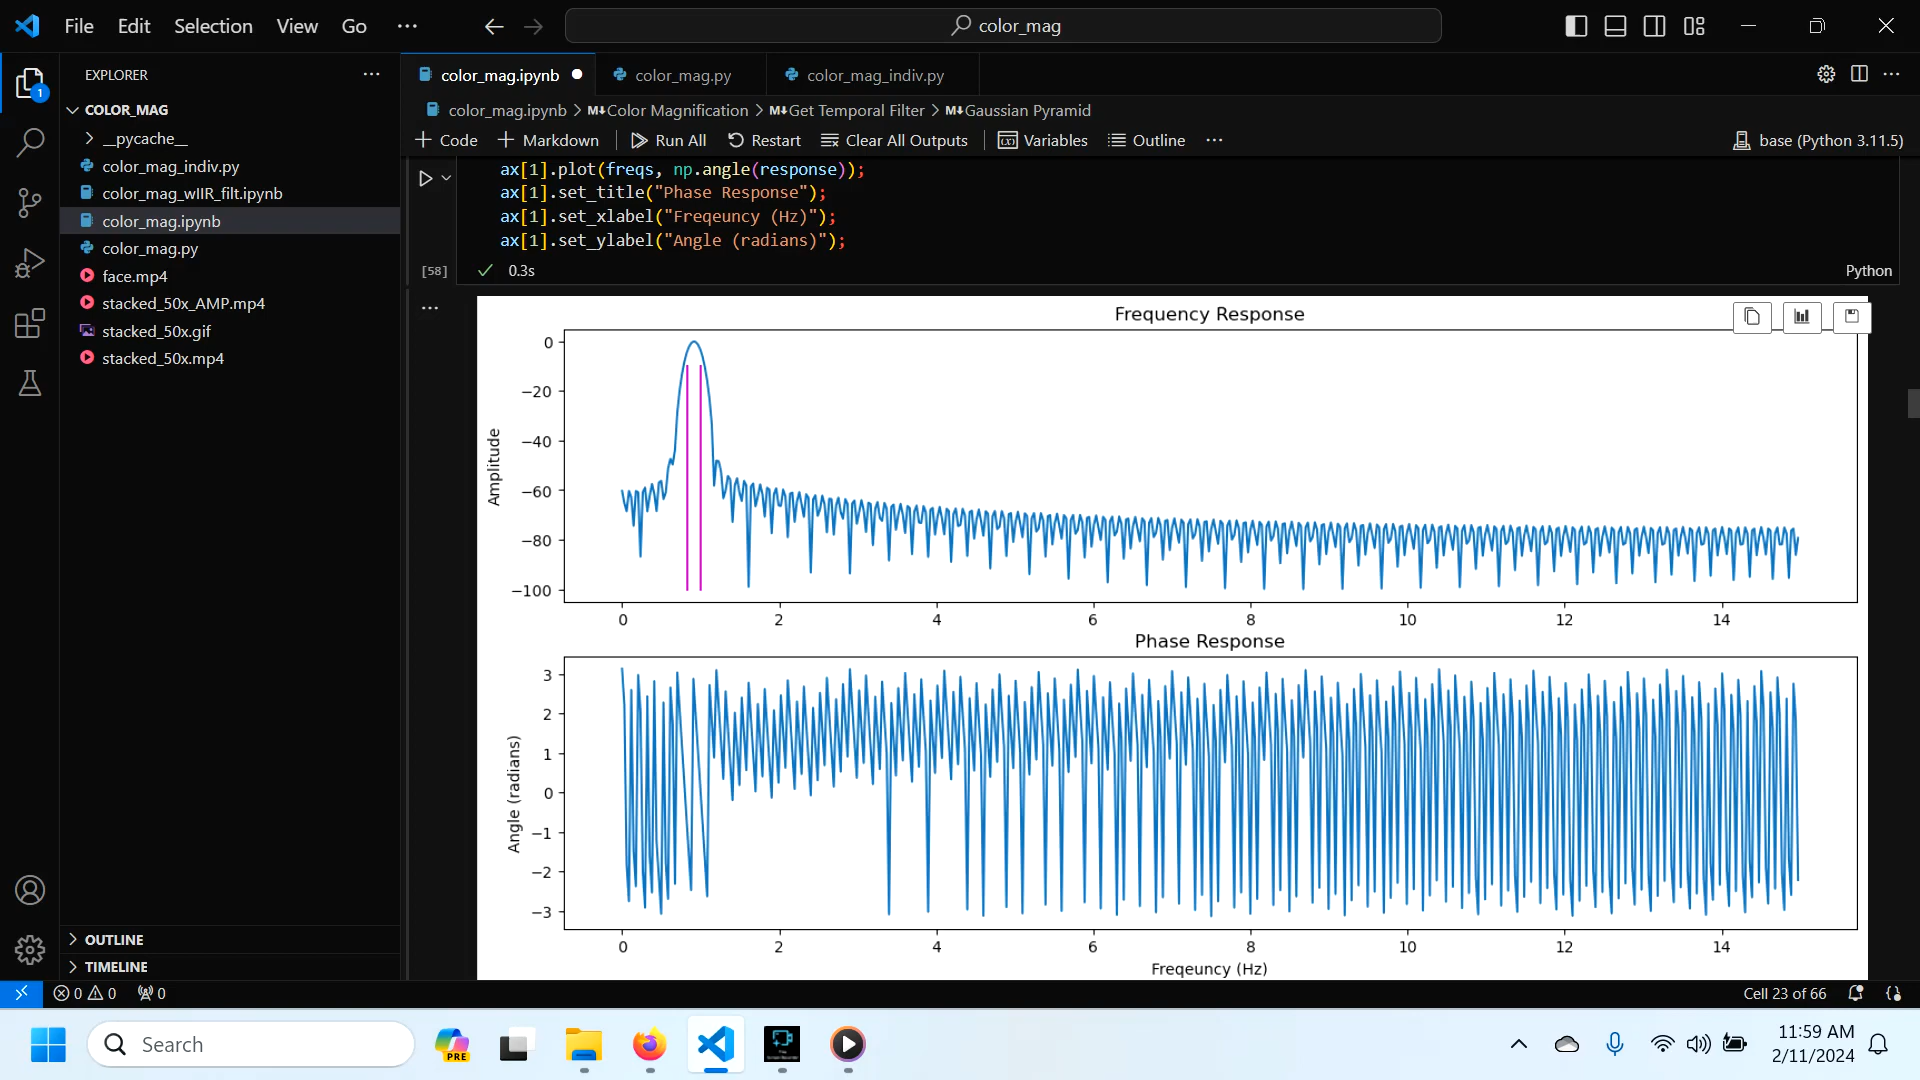 File Edit Selection View Go ··· color_mag
EXPLORER ···
COLOR_MAG
__pycache__
color_mag_indiv.py
color_mag_wIIR_filt.ipynb
color_mag.ipynb
color_mag.py
face.mp4
stacked_50x_AMP.mp4
stacked_50x.gif
stacked_50x.mp4
OUTLINE
TIMELINE
1
color_mag.ipynb color_mag.py color_mag_indiv.py
color_mag.ipynb > M↓Color Magnification > M↓Get Temporal Filter > M↓Gaussian Pyramid
+ Code + Markdown Run All Restart Clear All Outputs Variables Outline ··· base (Python 3.11.5)
ax[1].plot(freqs, np.angle(response));
ax[1].set_title("Phase Response");
ax[1].set_xlabel("Freqeuncy (Hz)");
ax[1].set_ylabel("Angle (radians)");
[58] 0.3s Python
Frequency Response
Amplitude
0
−20
−40
−60
−80
−100
0 2 4 6 8 10 12 14
Phase Response
Angle (radians)
3
2
1
0
−1
−2
−3
0 2 4 6 8 10 12 14
Freqeuncy (Hz)
0 0 0 Cell 23 of 66
Search PRE 11:59 AM
2/11/2024